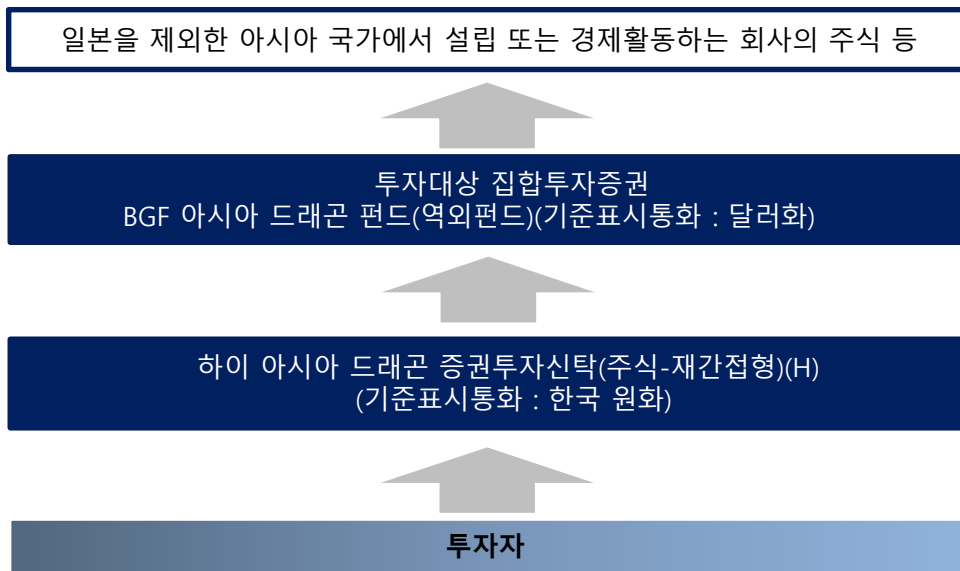 일본을 제외한 아시아 국가에서 설립 또는 경제활동하는 회사의 주식 등
투자대상 집합투자증권
BGF 아시아 드래곤 펀드(역외펀드)(기준표시통화 : 달러화)
하이 아시아 드래곤 증권투자신탁(주식-재간접형)(H)
(기준표시통화 : 한국 원화)
투자자